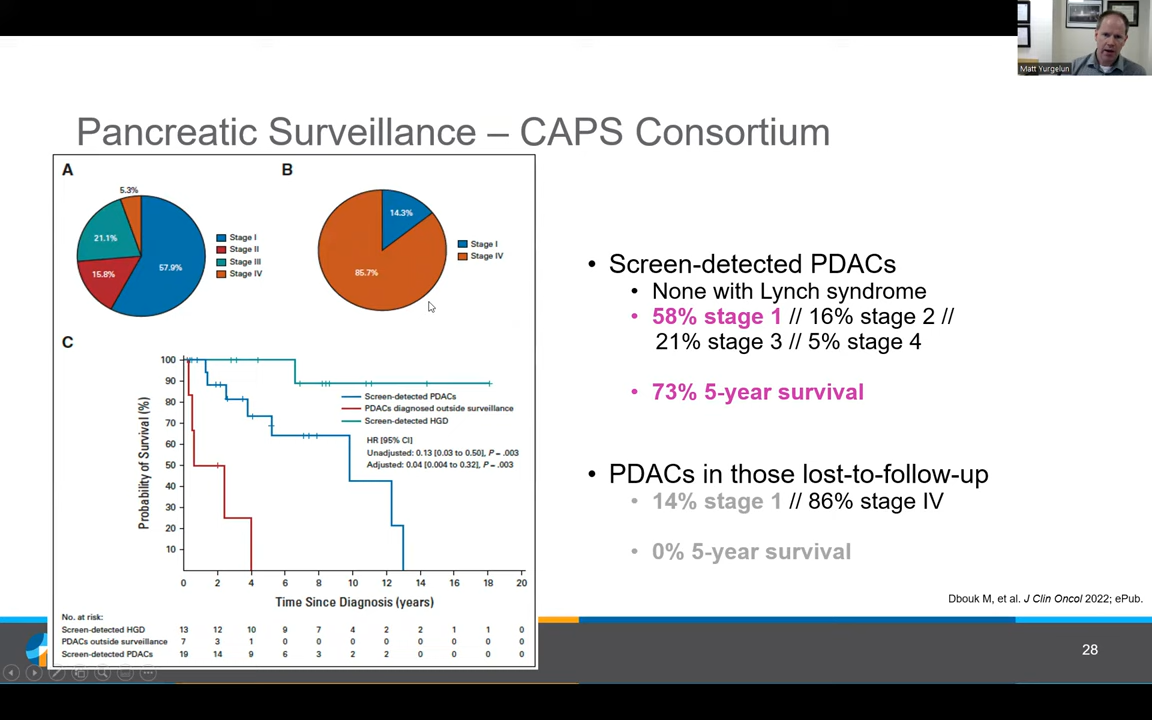 Matt Yurgelun
Pancreatic Surveillance – CAPS Consortium
A
5.3%
21.1%
15.8%
57.9%
Stage I
Stage II
Stage III
Stage IV
B
14.3%
85.7%
Stage I
Stage IV
C
Probability of Survival (%)
100
90
80
70
60
50
40
30
20
10
Screen-detected PDACs
PDACs diagnosed outside surveillance
Screen-detected HGD
HR [95% CI]
Unadjusted: 0.13 [0.03 to 0.50], P = .003
Adjusted: 0.04 [0.004 to 0.32], P = .003
0 2 4 6 8 10 12 14 16 18 20
Time Since Diagnosis (years)
No. at risk:
Screen-detected HGD 13 12 10 9 7 4 2 2 1 1 0
PDACs outside surveillance 7 3 1 0 0 0 0 0 0 0 0
Screen-detected PDACs 19 14 9 6 3 2 2 0 0 0 0
• Screen-detected PDACs
• None with Lynch syndrome
• 58% stage 1 // 16% stage 2 //
21% stage 3 // 5% stage 4
• 73% 5-year survival
• PDACs in those lost-to-follow-up
• 14% stage 1 // 86% stage IV
• 0% 5-year survival
Dbouk M, et al. J Clin Oncol 2022; ePub.
28